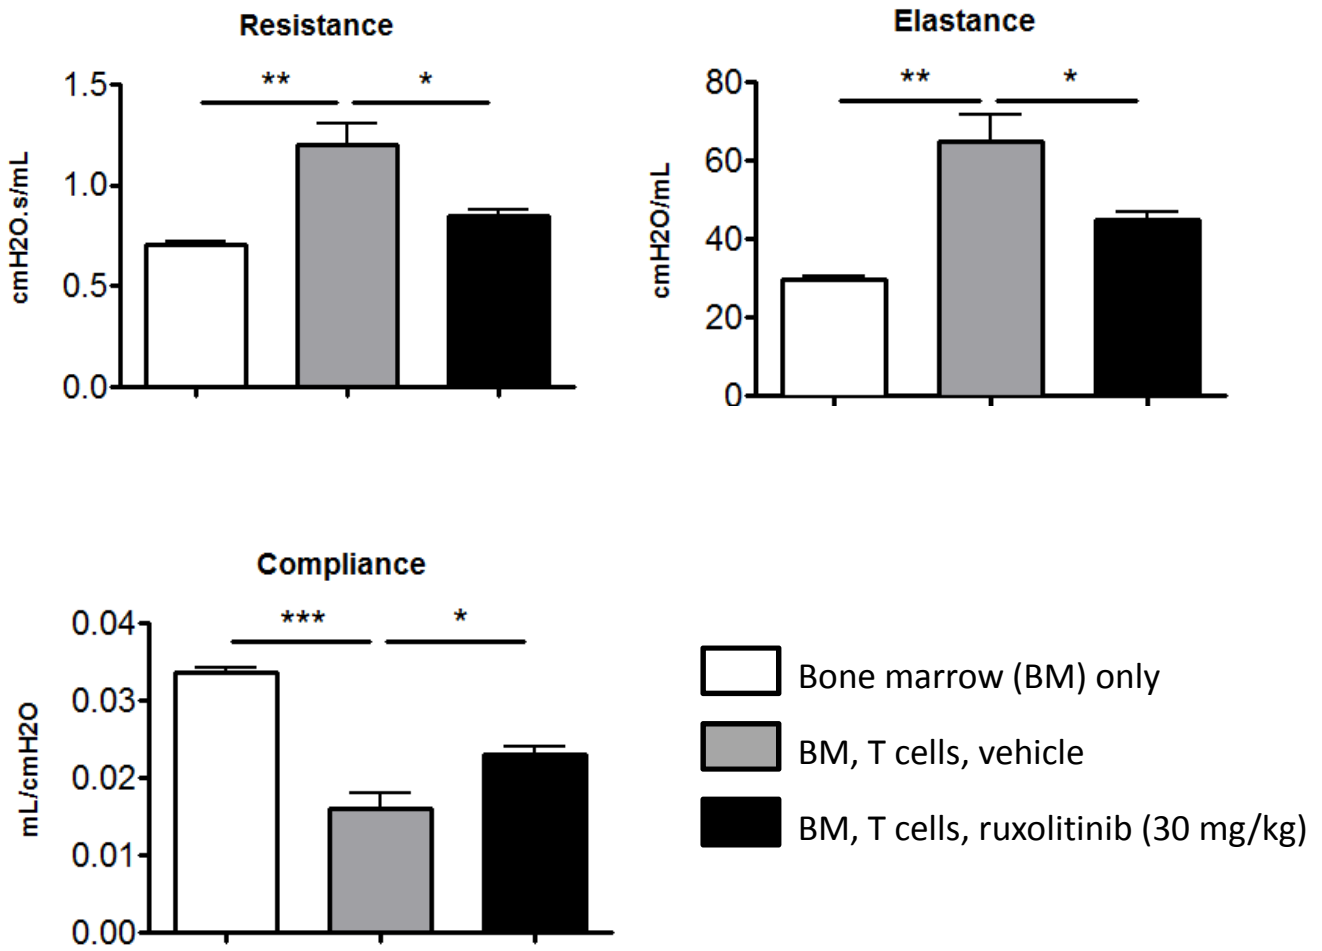 Resistance
** *
1.5
1.0
0.5
0.0
cmH2O.s/mL
Elastance
** *
80
60
40
20
0
cmH2O/mL
Compliance
*** *
0.04
0.03
0.02
0.01
0.00
mL/cmH2O
Bone marrow (BM) only
BM, T cells, vehicle
BM, T cells, ruxolitinib (30 mg/kg)